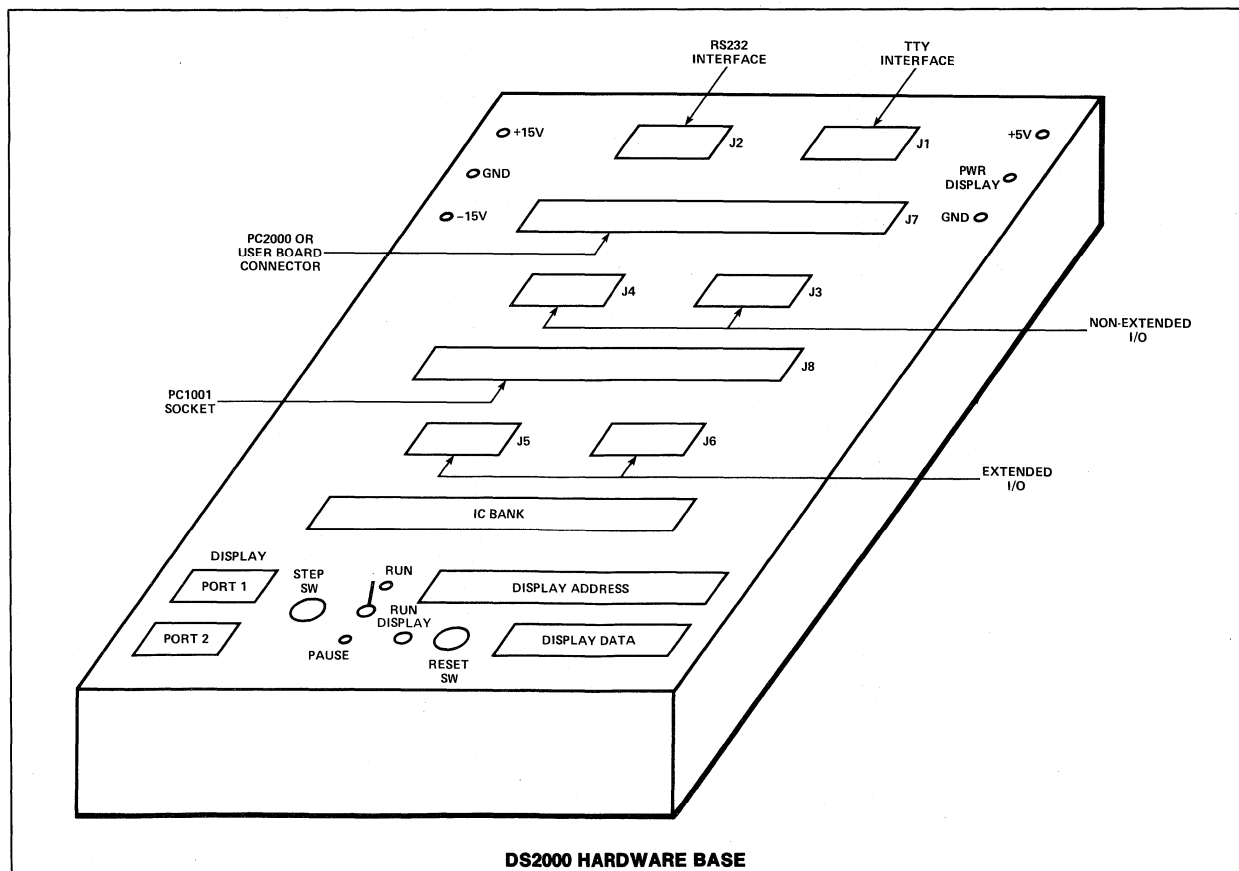 RS232
INTERFACE
TTY
INTERFACE
+15V
J2
J1
+5V
GND
PWR
DISPLAY
-15V
J7
GND
PC2000 OR
USER BOARD
CONNECTOR
J4
J3
NON-EXTENDED
I/O
J8
PC1001
SOCKET
J5
J6
EXTENDED
I/O
IC BANK
DISPLAY
PORT 1
STEP
SW
RUN
DISPLAY ADDRESS
RUN
DISPLAY
PORT 2
PAUSE
RESET
SW
DISPLAY DATA
DS2000 HARDWARE BASE